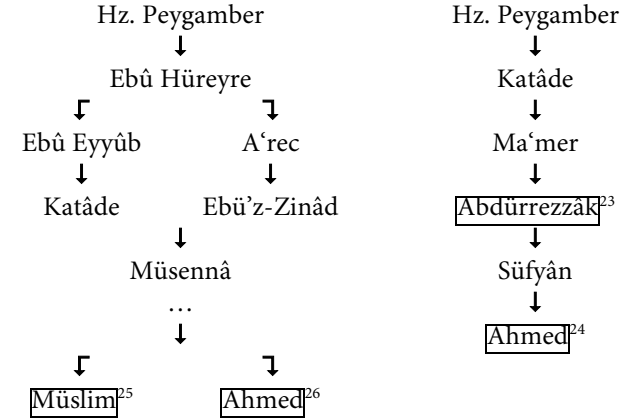 Hz. Peygamber
Ebû Hüreyre
Ebû Eyyûb A‘rec
Katâde Ebü’z-Zinâd
Müsennâ
...
Müslim25 Ahmed26
Hz. Peygamber
Katâde
Ma‘mer
Abdürrezzâk23
Süfyân
Ahmed24